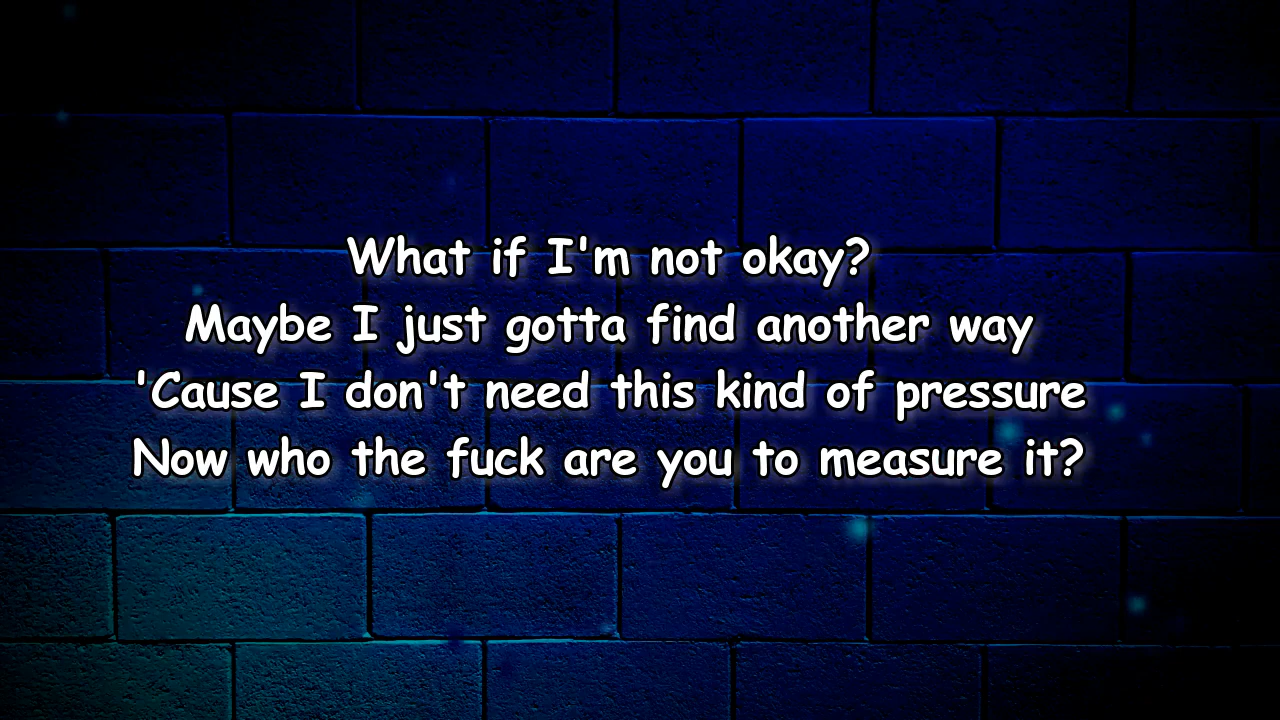 What if I'm not okay?
Maybe I just gotta find another way
'Cause I don't need this kind of pressure
Now who the fuck are you to measure it?